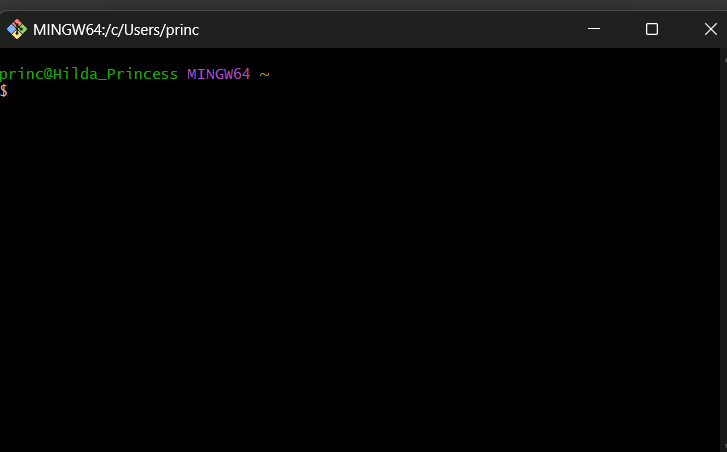 MINGW64:/c/Users/princ
princ@Hilda_Princess MINGW64 ~
$